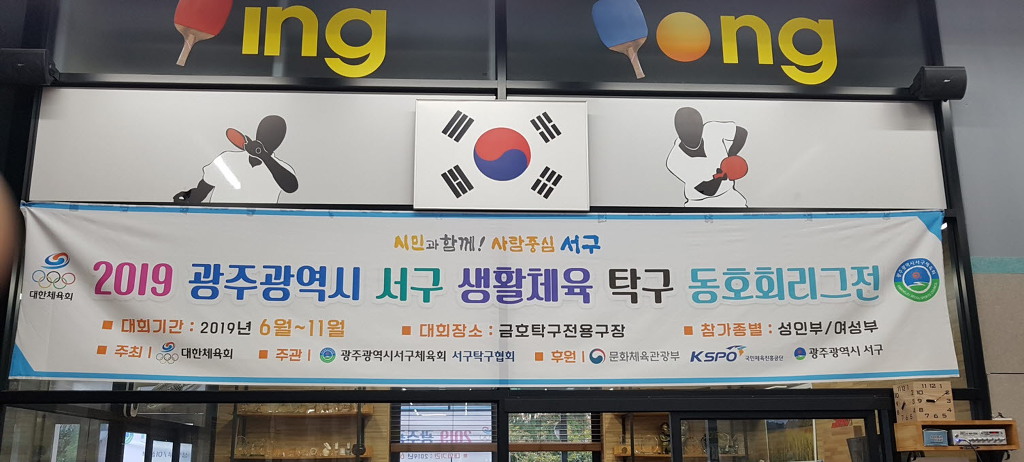 ing ong
시민과 함께! 사람중심 서구
대한체육회 2019 광주광역시 서구 생활체육 탁구 동호회리그전
■ 대회기간 : 2019년 6월~11월 ■ 대회장소 : 금호탁구전용구장 ■ 참가종별 : 성인부/여성부
■ 주최 | 대한체육회 ■ 주관 | 광주광역시서구체육회 서구탁구협회 ■ 후원 | 문화체육관광부 KSPO 국민체육진흥공단 광주광역시 서구